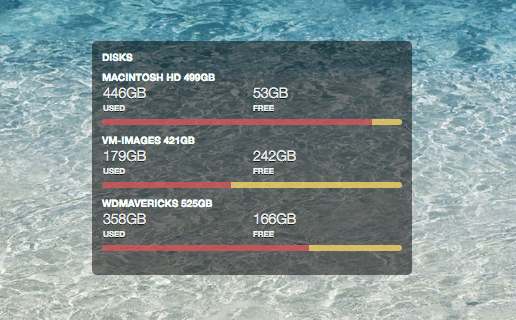 DISKS
MACINTOSH HD 499GB
446GB 53GB
USED FREE
VM-IMAGES 421GB
179GB 242GB
USED FREE
WDMAVERICKS 525GB
358GB 166GB
USED FREE